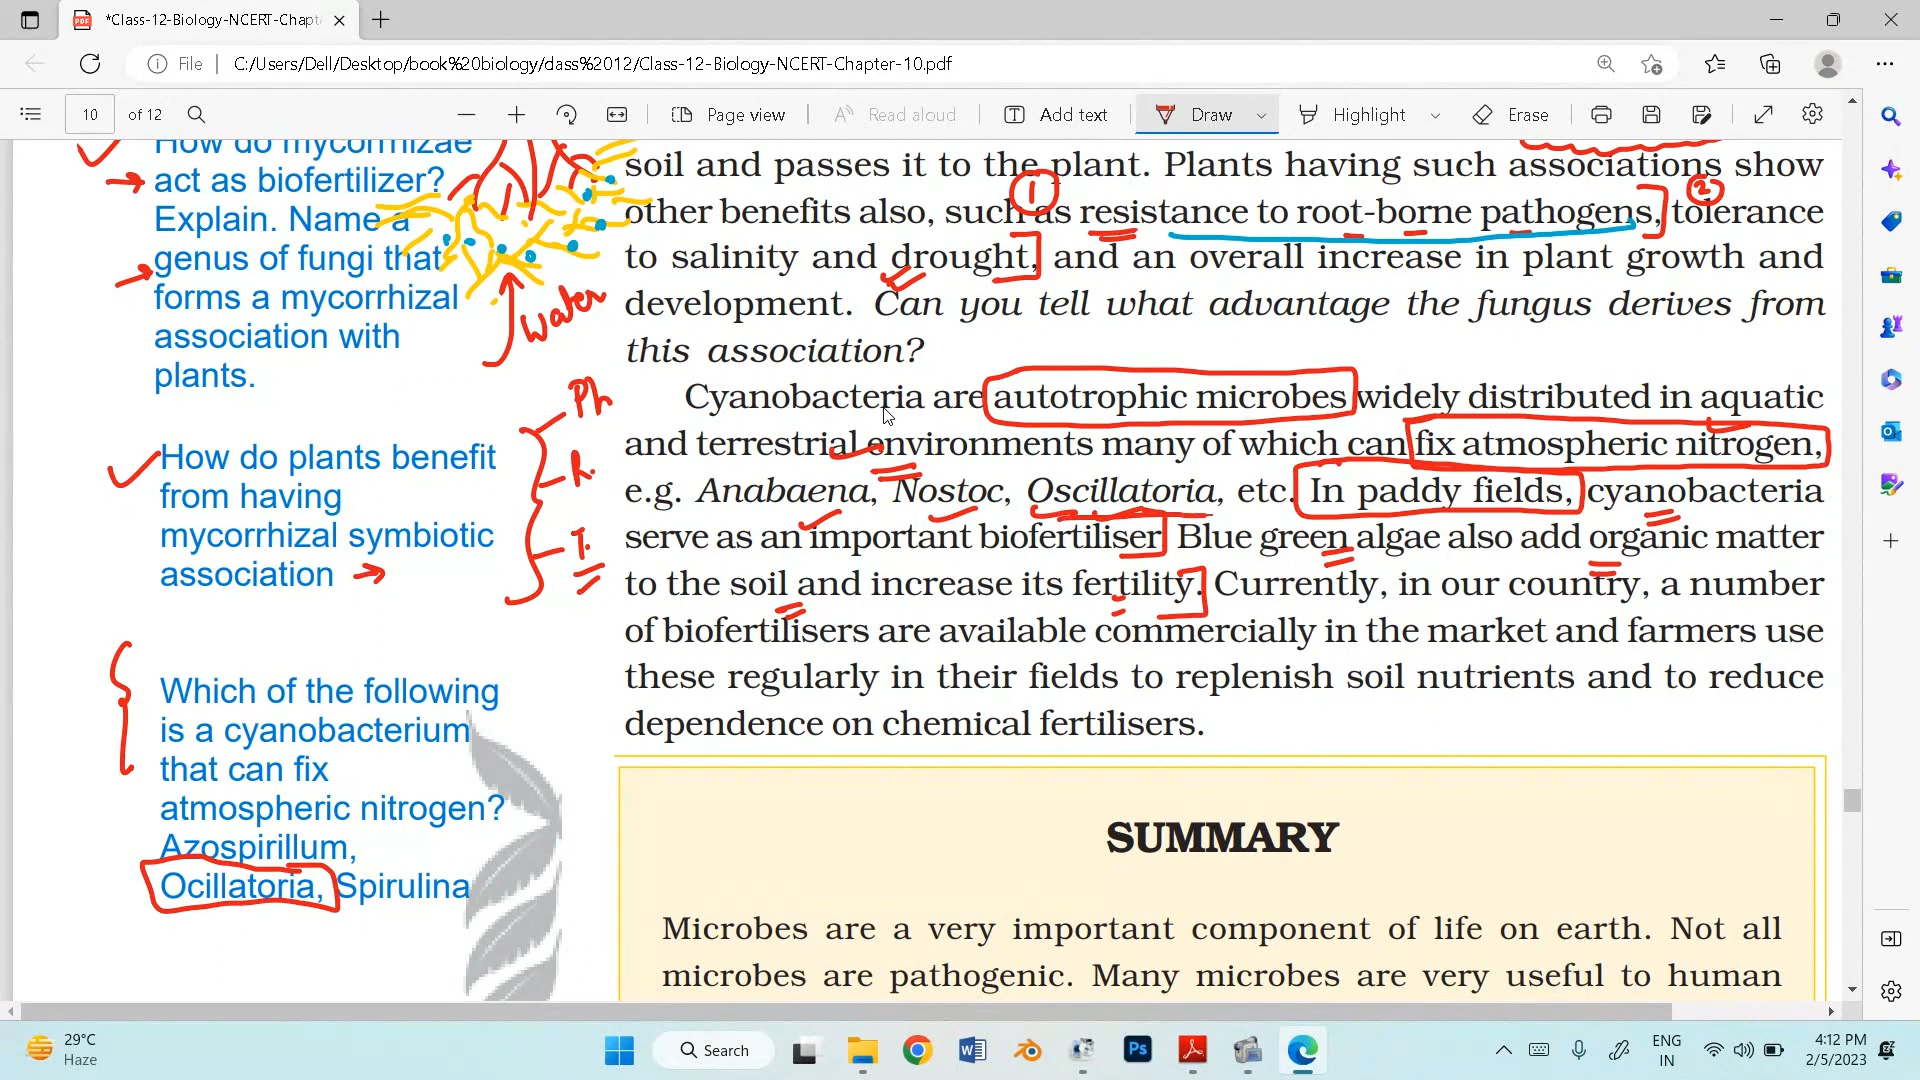 *Class-12-Biology-NCERT-Chapt
File
C:/Users/Dell/Desktop/book%20biology/class%2012/Class-12-Biology-NCERT-Chapter-10.pdf
10 of 12
Page view
Read aloud
Add text
Draw
Highlight
Erase
How do mycorrhizae
act as biofertilizer?
Explain. Name a
genus of fungi that
forms a mycorrhizal
association with
plants.
Water
How do plants benefit
from having
mycorrhizal symbiotic
association
Ph
R.
T.
Which of the following
is a cyanobacterium
that can fix
atmospheric nitrogen?
Azospirillum,
Ocillatoria, Spirulina
1
2
soil and passes it to the plant. Plants having such associations show
other benefits also, such as resistance to root-borne pathogens, tolerance
to salinity and drought, and an overall increase in plant growth and
development. Can you tell what advantage the fungus derives from
this association?
Cyanobacteria are autotrophic microbes widely distributed in aquatic
and terrestrial environments many of which can fix atmospheric nitrogen,
e.g. Anabaena, Nostoc, Oscillatoria, etc. In paddy fields, cyanobacteria
serve as an important biofertiliser. Blue green algae also add organic matter
to the soil and increase its fertility. Currently, in our country, a number
of biofertilisers are available commercially in the market and farmers use
these regularly in their fields to replenish soil nutrients and to reduce
dependence on chemical fertilisers.
SUMMARY
Microbes are a very important component of life on earth. Not all
microbes are pathogenic. Many microbes are very useful to human
29°C
Haze
Search
Ps
ENG
IN
4:12 PM
2/5/2023